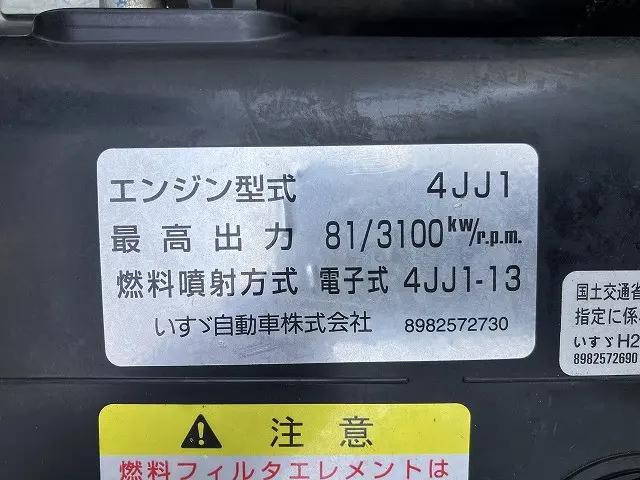 エンジン型式 4JJ1
最高出力 81/3100kw/r.p.m.
燃料噴射方式 電子式 4JJ1-13
いすゞ自動車株式会社 8982572730
国土交通省
指定に係
いすゞH2
8982572690
注意
燃料フィルタエレメントは